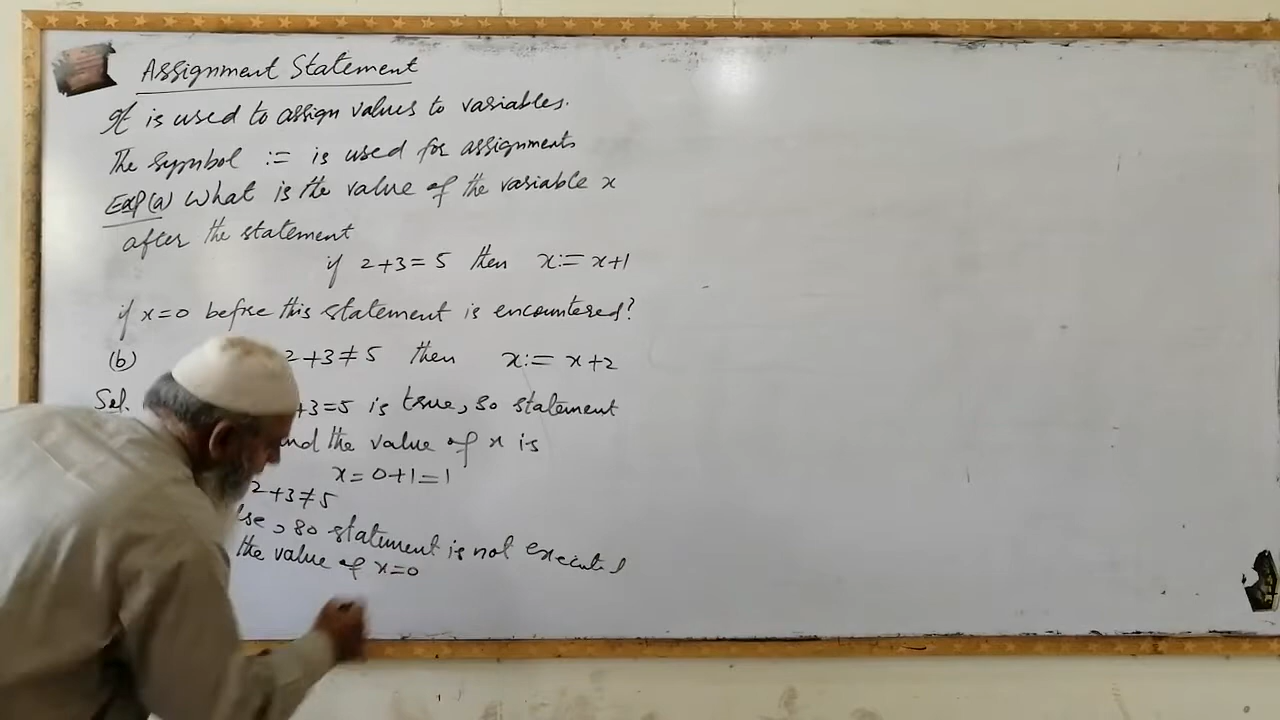 Assignment Statement
It is used to assign values to variables.
The symbol := is used for assignments
Exp(a) What is the value of the variable x
after the statement
if 2+3=5 then x:= x+1
if x=0 before this statement is encountered?
(b) 2+3≠5 then x:= x+2
Sol. +3=5 is true, so statement
and the value of x is
x=0+1=1
2+3≠5
lse, so statement is not executed
the value of x=0